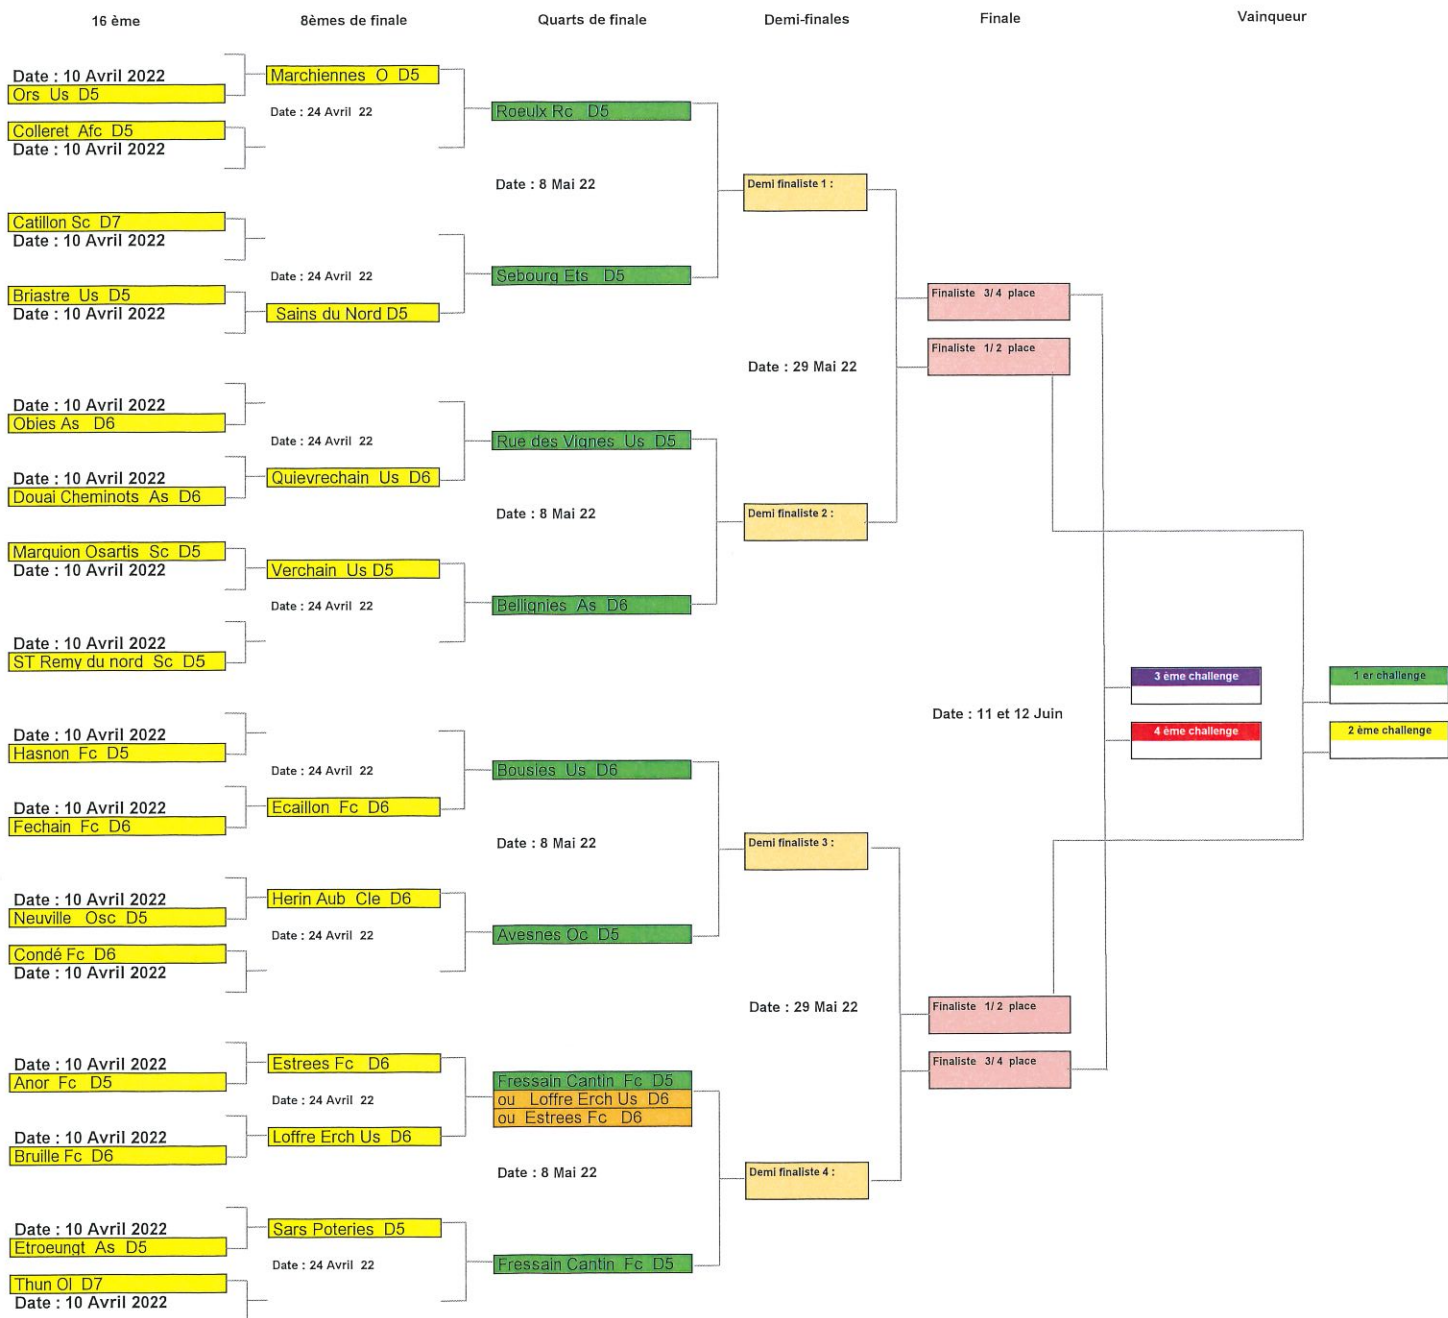 16 ème
8èmes de finale
Quarts de finale
Demi-finales
Finale
Vainqueur
Date : 10 Avril 2022
Ors Us D5
Colleret Afc D5
Date : 10 Avril 2022
Catillon Sc D7
Date : 10 Avril 2022
Briastre Us D5
Date : 10 Avril 2022
Date : 10 Avril 2022
Obies As D6
Date : 10 Avril 2022
Douai Cheminots As D6
Marquion Osartis Sc D5
Date : 10 Avril 2022
Date : 10 Avril 2022
ST Remy du nord Sc D5
Date : 10 Avril 2022
Hasnon Fc D5
Date : 10 Avril 2022
Fechain Fc D6
Date : 10 Avril 2022
Neuville Osc D5
Condé Fc D6
Date : 10 Avril 2022
Date : 10 Avril 2022
Anor Fc D5
Date : 10 Avril 2022
Bruille Fc D6
Date : 10 Avril 2022
Etroeungt As D5
Thun Ol D7
Date : 10 Avril 2022
Marchiennes O D5
Date : 24 Avril 22
Date : 24 Avril 22
Sains du Nord D5
Date : 24 Avril 22
Quievrechain Us D6
Verchain Us D5
Date : 24 Avril 22
Date : 24 Avril 22
Ecaillon Fc D6
Herin Aub Cle D6
Date : 24 Avril 22
Estrees Fc D6
Date : 24 Avril 22
Loffre Erch Us D6
Sars Poteries D5
Date : 24 Avril 22
Roeulx Rc D5
Date : 8 Mai 22
Sebourg Ets D5
Rue des Vignes Us D5
Date : 8 Mai 22
Bellignies As D6
Bousies Us D6
Date : 8 Mai 22
Avesnes Oc D5
Fressain Cantin Fc D5
ou Loffre Erch Us D6
ou Estrees Fc D6
Date : 8 Mai 22
Fressain Cantin Fc D5
Demi finaliste 1 :
Date : 29 Mai 22
Demi finaliste 2 :
Demi finaliste 3 :
Date : 29 Mai 22
Demi finaliste 4 :
Finaliste 3/ 4 place
Finaliste 1/ 2 place
Date : 11 et 12 Juin
Finaliste 1/ 2 place
Finaliste 3/ 4 place
3 ème challenge
4 ème challenge
1 er challenge
2 ème challenge